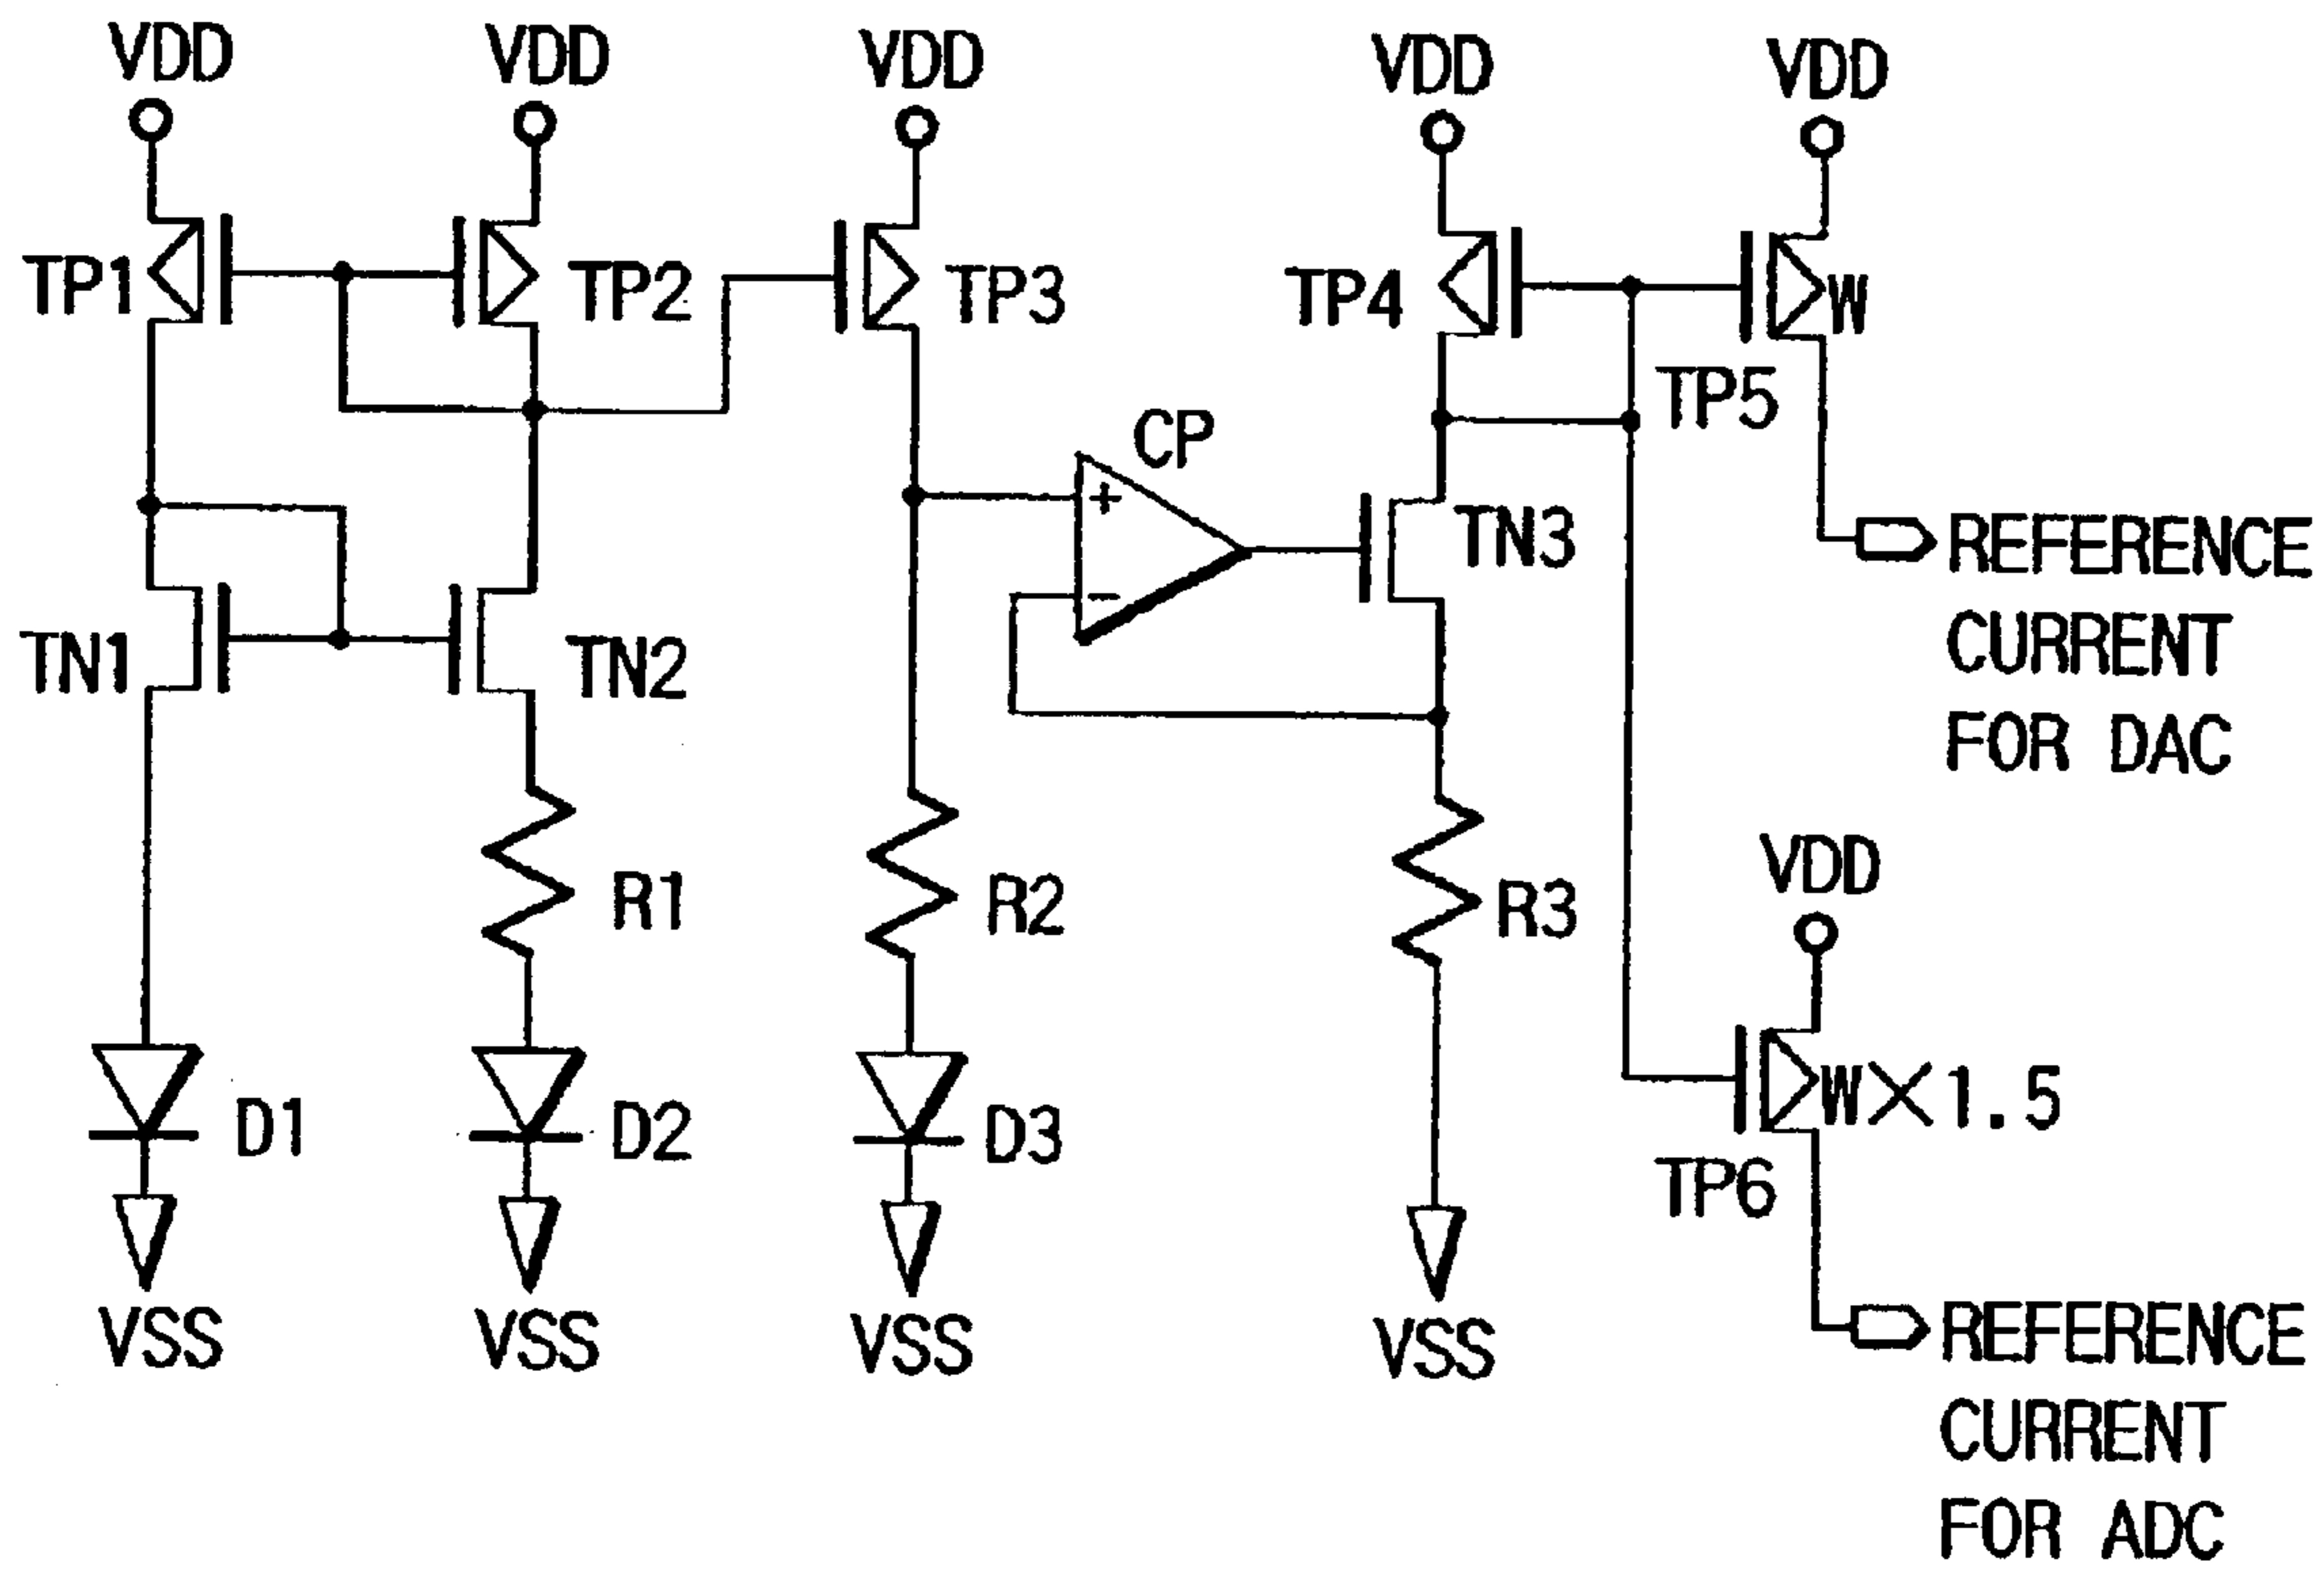 VDD VDD VDD VDD VDD
TP1 TP2 TP3 TP4 W
TP5
CP
+
TN3
REFERENCE
CURRENT
FOR DAC
−
TN1 TN2
R1 R2 R3
VDD
W×1.5
D1 D2 D3
TP6
VSS VSS VSS VSS
REFERENCE
CURRENT
FOR ADC